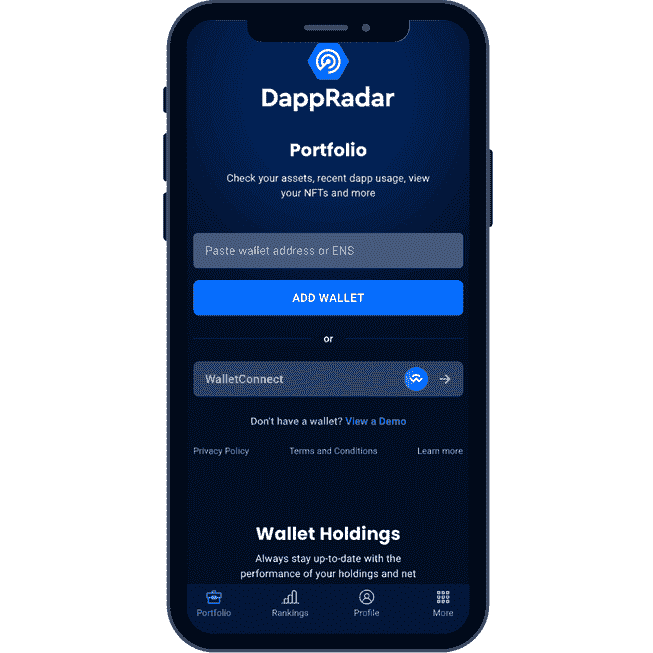 DappRadar
Portfolio
Check your assets, recent dapp usage, view
your NFTs and more
Paste wallet address or ENS
ADD WALLET
or
WalletConnect
Don't have a wallet? View a Demo
Privacy Policy Terms and Conditions Learn more
Wallet Holdings
Always stay up-to-date with the
performance of your holdings and net
Portfolio Rankings Profile More